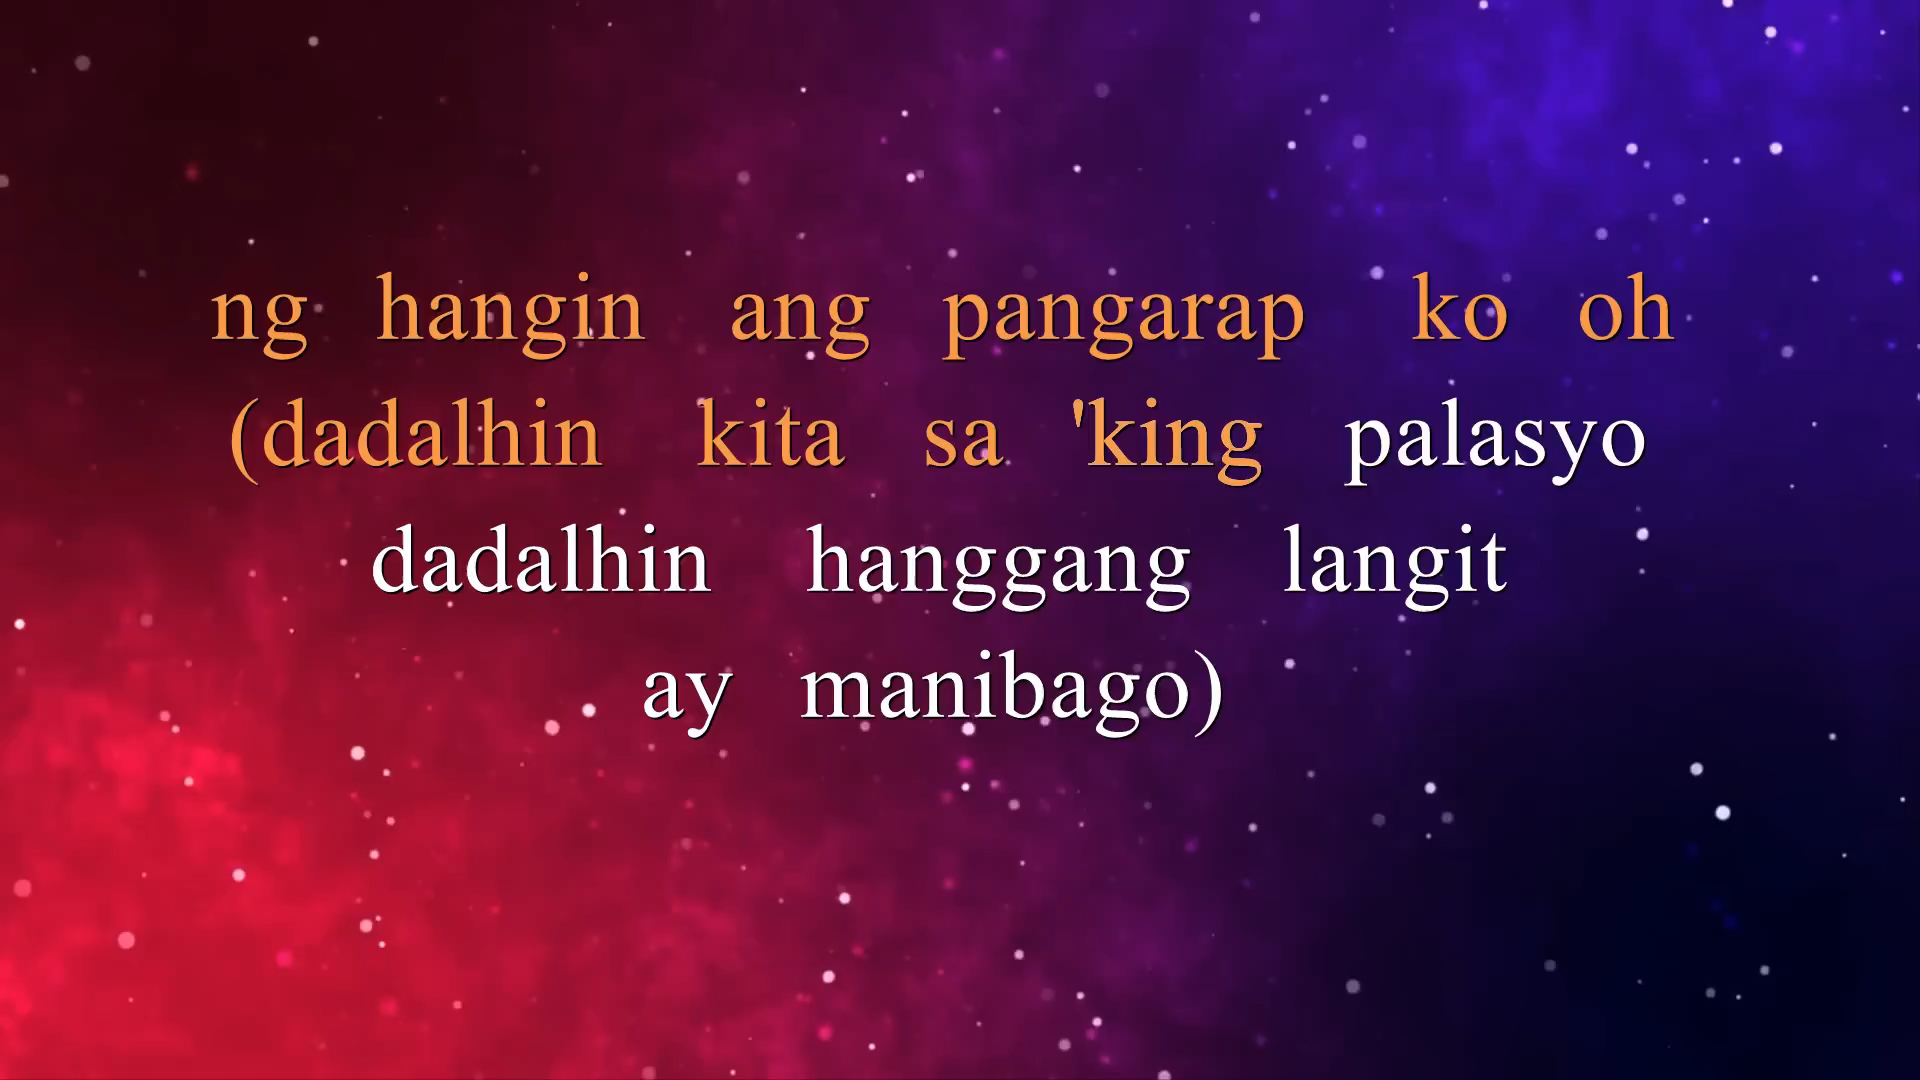 ng hangin ang pangarap ko oh
(dadalhin kita sa 'king palasyo
dadalhin hanggang langit
ay manibago)